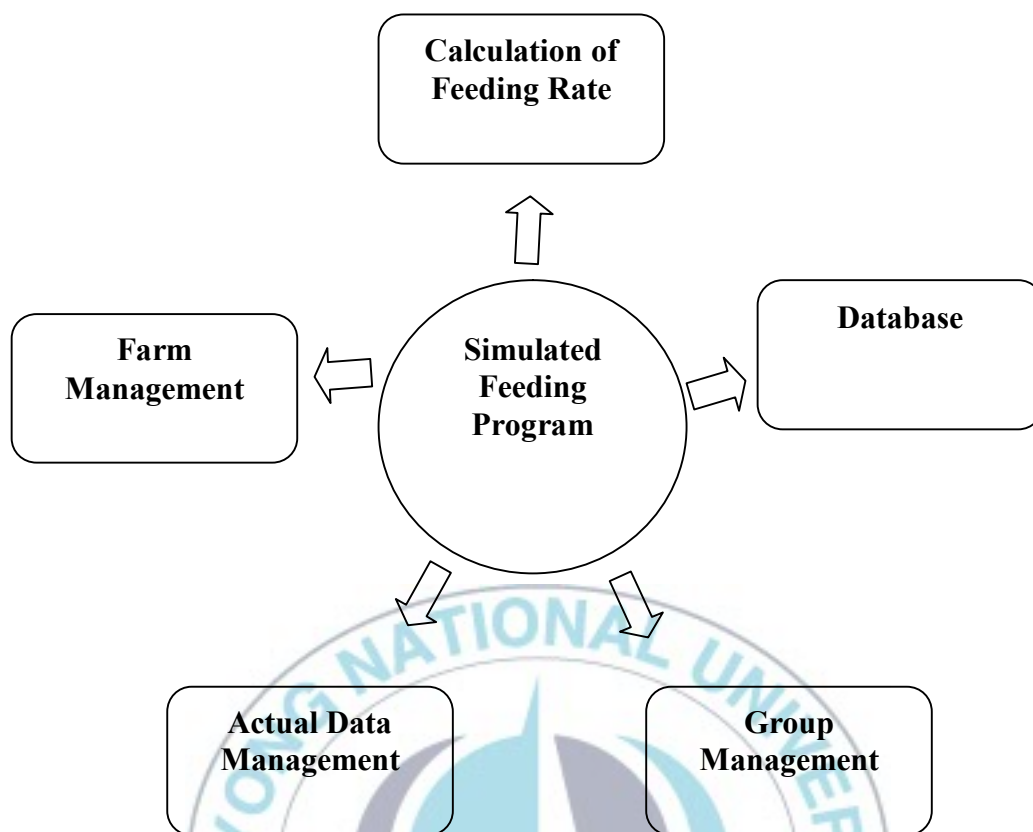 Calculation of
Feeding Rate
Farm
Management
Simulated
Feeding
Program
Database
NATIONAL
Actual Data
Management
Group
Management